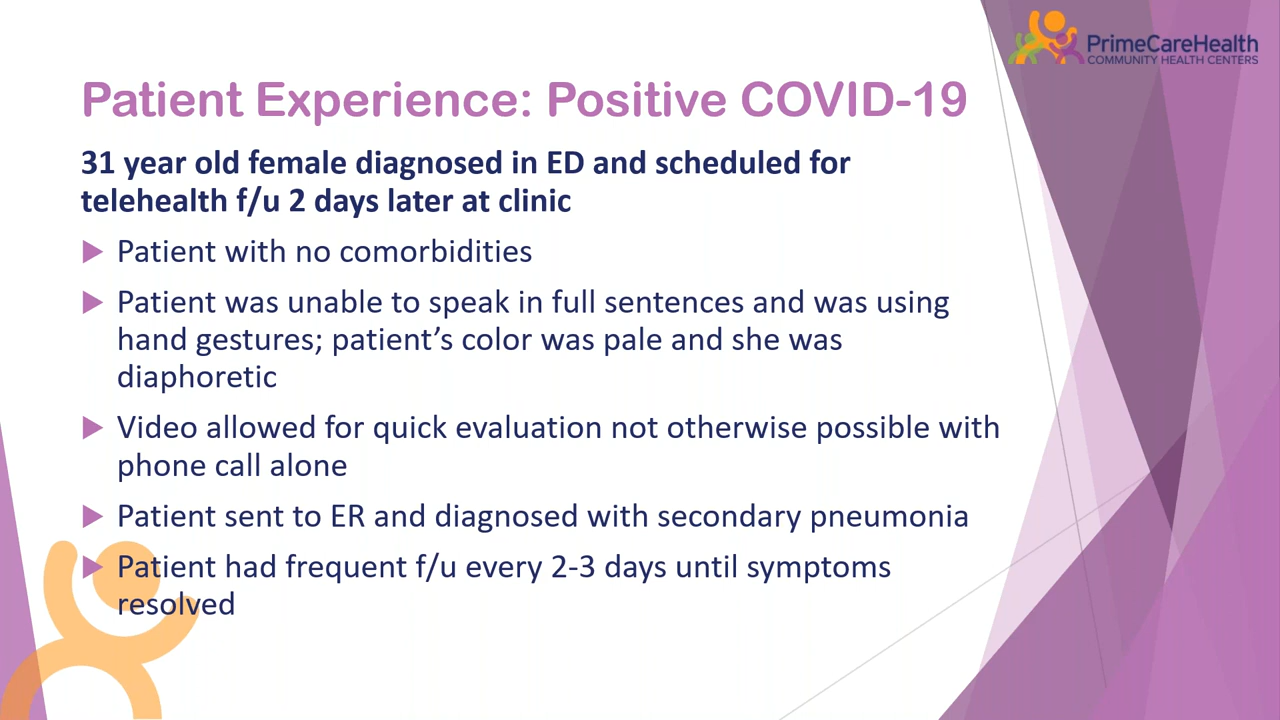 PrimeCareHealth
COMMUNITY HEALTH CENTERS
Patient Experience: Positive COVID-19
31 year old female diagnosed in ED and scheduled for
telehealth f/u 2 days later at clinic
Patient with no comorbidities
Patient was unable to speak in full sentences and was using
hand gestures; patient’s color was pale and she was
diaphoretic
Video allowed for quick evaluation not otherwise possible with
phone call alone
Patient sent to ER and diagnosed with secondary pneumonia
Patient had frequent f/u every 2-3 days until symptoms
resolved